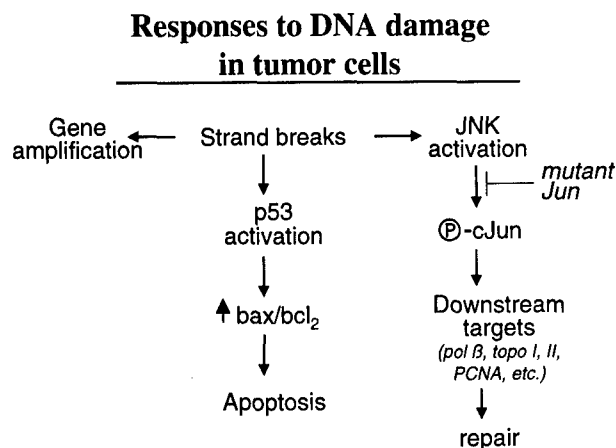 Responses to DNA damage
in tumor cells
Gene
amplification
Strand breaks
JNK
activation
mutant
Jun
p53
activation
Ⓟ-cJun
bax/bcl₂
Downstream
targets
(pol ß, topo I, II,
PCNA, etc.)
Apoptosis
repair